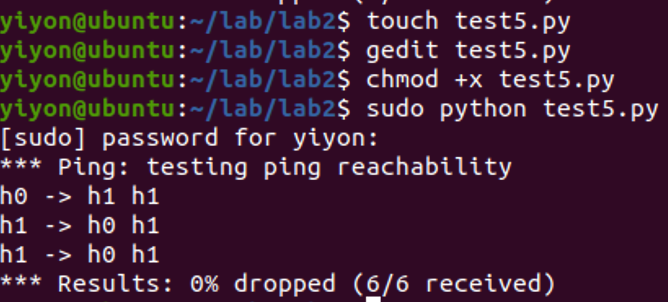 yiyon@ubuntu:~/lab/lab2$ touch test5.py
yiyon@ubuntu:~/lab/lab2$ gedit test5.py
yiyon@ubuntu:~/lab/lab2$ chmod +x test5.py
yiyon@ubuntu:~/lab/lab2$ sudo python test5.py
[sudo] password for yiyon:
*** Ping: testing ping reachability
h0 -> h1 h1
h1 -> h0 h1
h1 -> h0 h1
*** Results: 0% dropped (6/6 received)